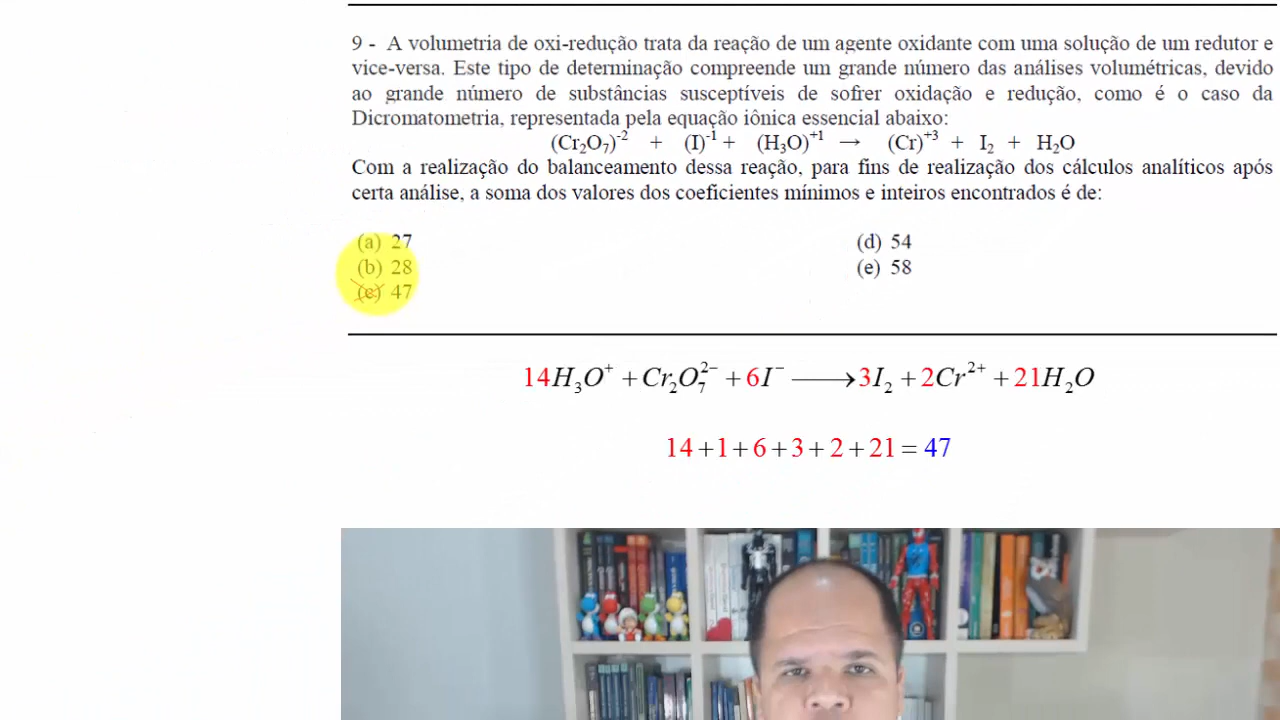 9 - A volumetria de oxi-redução trata da reação de um agente oxidante com uma solução de um redutor e
vice-versa. Este tipo de determinação compreende um grande número das análises volumétricas, devido
ao grande número de substâncias susceptíveis de sofrer oxidação e redução, como é o caso da
Dicromatometria, representada pela equação iônica essencial abaixo:
(Cr₂O₇)⁻² + (I)⁻¹ + (H₃O)⁺¹ → (Cr)⁺³ + I₂ + H₂O
Com a realização do balanceamento dessa reação, para fins de realização dos cálculos analíticos após
certa análise, a soma dos valores dos coeficientes mínimos e inteiros encontrados é de:
(a) 27
(b) 28
(c) 47
(d) 54
(e) 58
14H₃O⁺ + Cr₂O₇²⁻ + 6I⁻ ⟶ 3I₂ + 2Cr²⁺ + 21H₂O
14+1+6+3+2+21 = 47